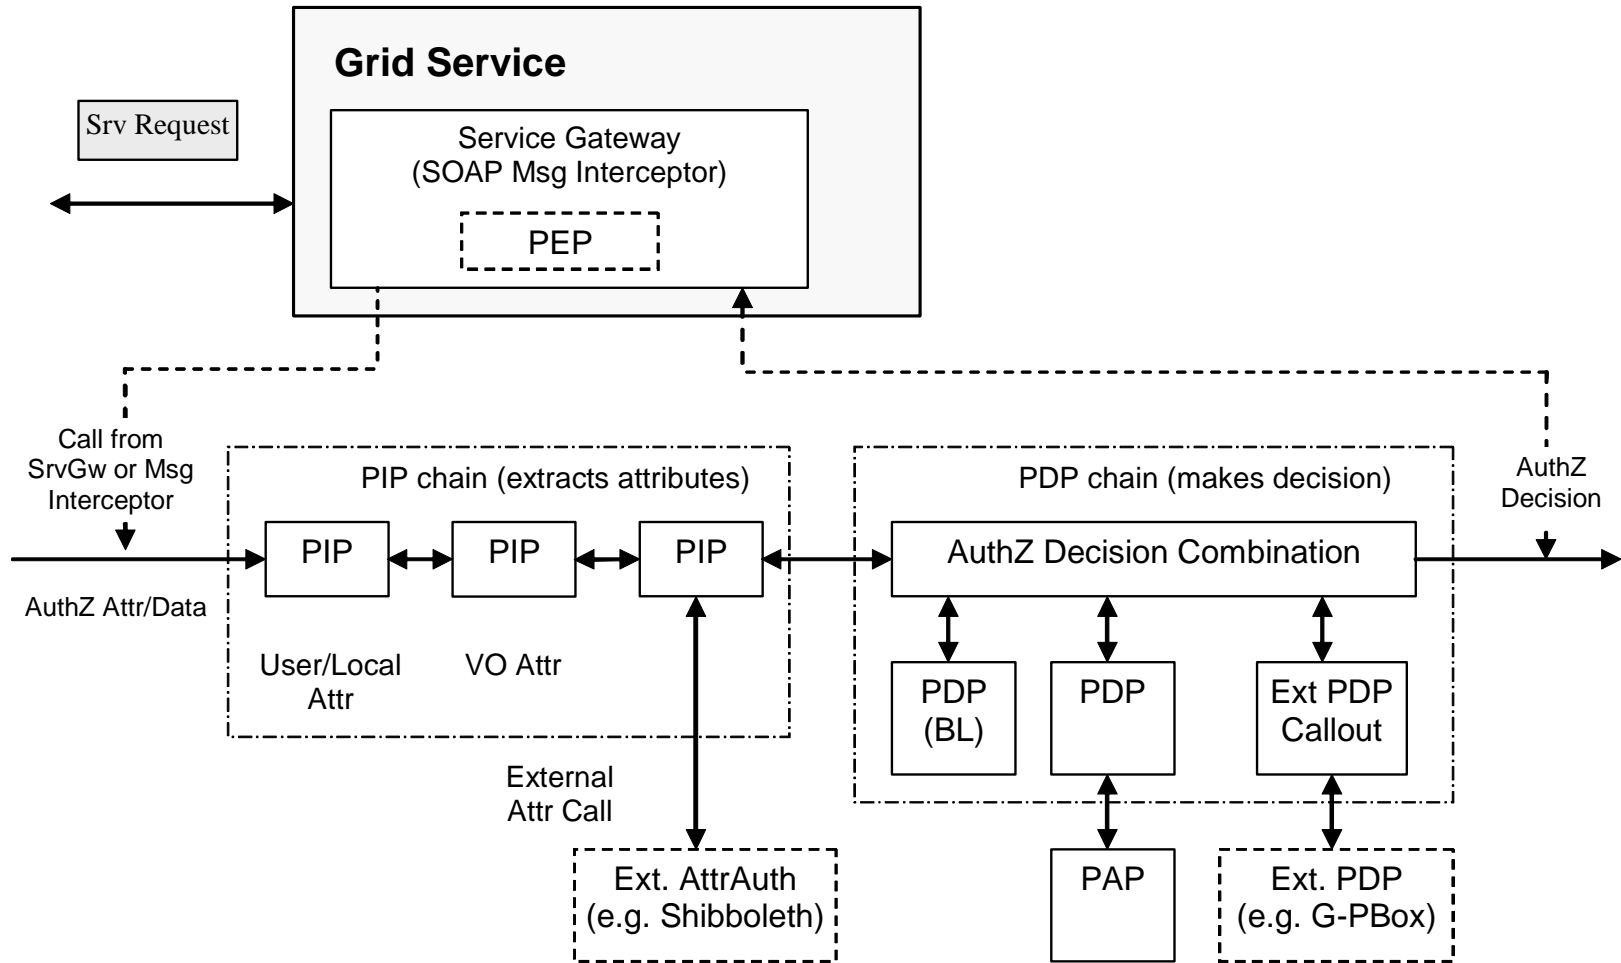 Grid Service
Srv Request
Service Gateway
(SOAP Msg Interceptor)
PEP
Call from
SrvGw or Msg
Interceptor
PIP chain (extracts attributes)
PDP chain (makes decision)
AuthZ
Decision
PIP
PIP
PIP
AuthZ Decision Combination
AuthZ Attr/Data
User/Local
Attr
VO Attr
PDP
(BL)
PDP
Ext PDP
Callout
External
Attr Call
Ext. AttrAuth
(e.g. Shibboleth)
PAP
Ext. PDP
(e.g. G-PBox)